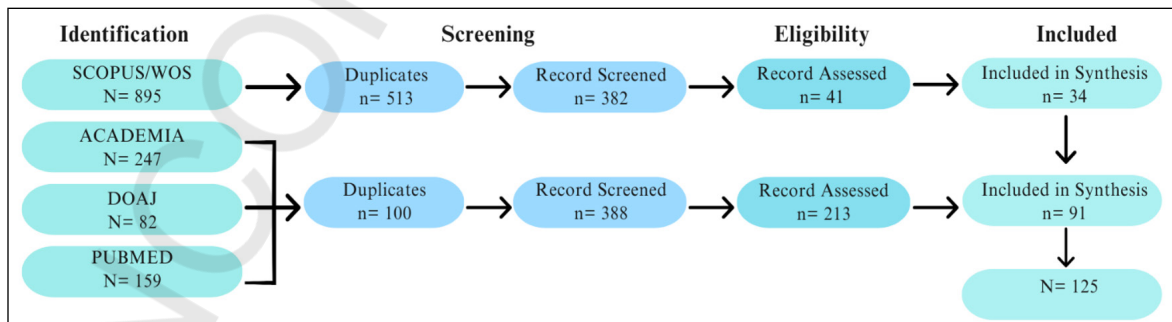 Identification
Screening
Eligibility
Included
SCOPUS/WOS
N= 895
Duplicates
n= 513
Record Screened
n= 382
Record Assessed
n= 41
Included in Synthesis
n= 34
ACADEMIA
N= 247
DOAJ
N= 82
PUBMED
N= 159
Duplicates
n= 100
Record Screened
n= 388
Record Assessed
n= 213
Included in Synthesis
n= 91
N= 125